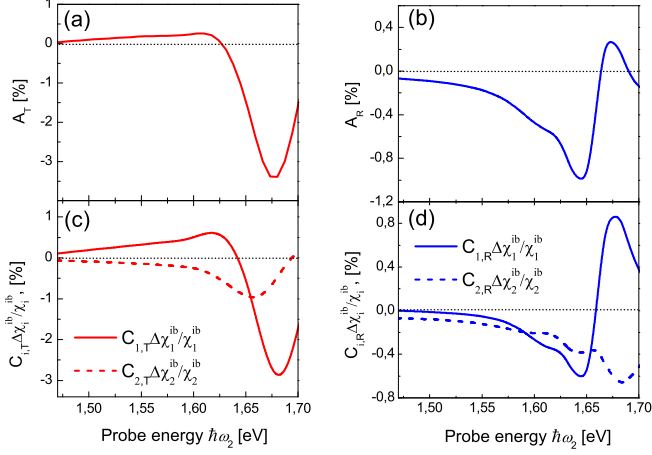 (a)
1
0
-1
-2
-3
A_T [%]
(b)
0,4
0,0
-0,4
-0,8
-1,2
A_R [%]
(c)
1
0
-1
-2
-3
C_{i,T}Δχ_i^{ib}/χ_i^{ib}, [%]
C_{1,T}Δχ_1^{ib}/χ_1^{ib}
C_{2,T}Δχ_2^{ib}/χ_2^{ib}
1,50 1,55 1,60 1,65 1,70
Probe energy ℏω_2 [eV]
(d)
0,8
0,4
0,0
-0,4
-0,8
C_{i,R}Δχ_i^{ib}/χ_i^{ib}, [%]
C_{1,R}Δχ_1^{ib}/χ_1^{ib}
C_{2,R}Δχ_2^{ib}/χ_2^{ib}
1,50 1,55 1,60 1,65 1,70
Probe energy ℏω_2 [eV]